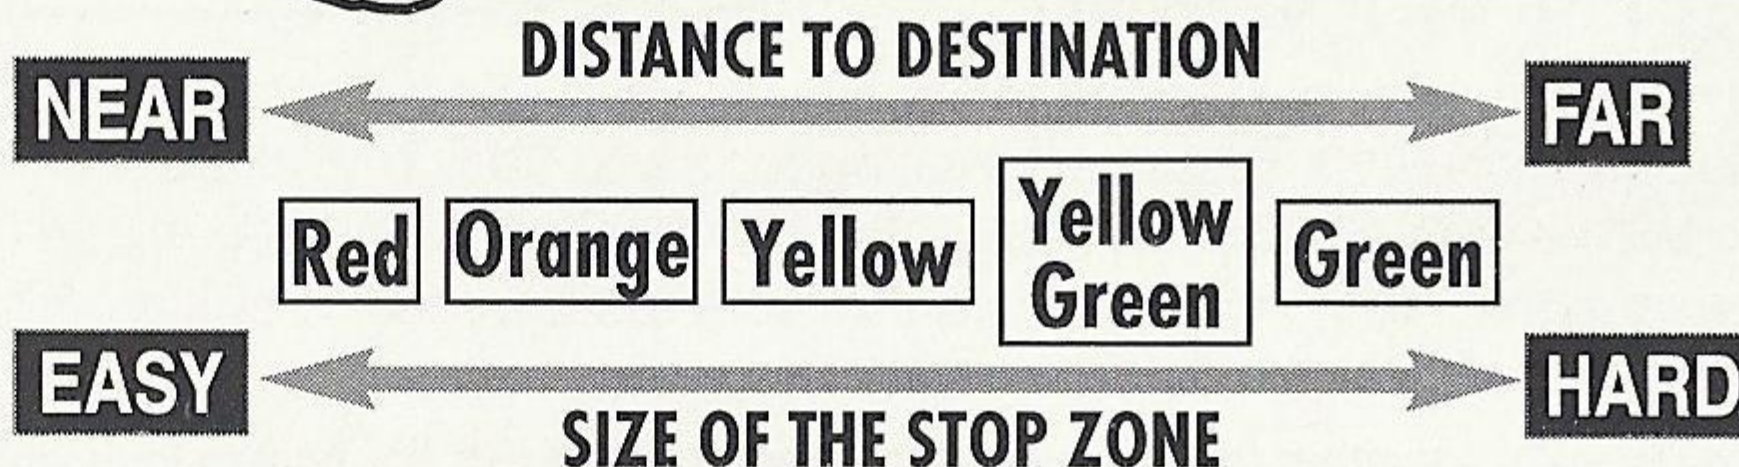 DISTANCE TO DESTINATION
NEAR FAR
Red Orange Yellow Yellow Green Green
EASY HARD
SIZE OF THE STOP ZONE